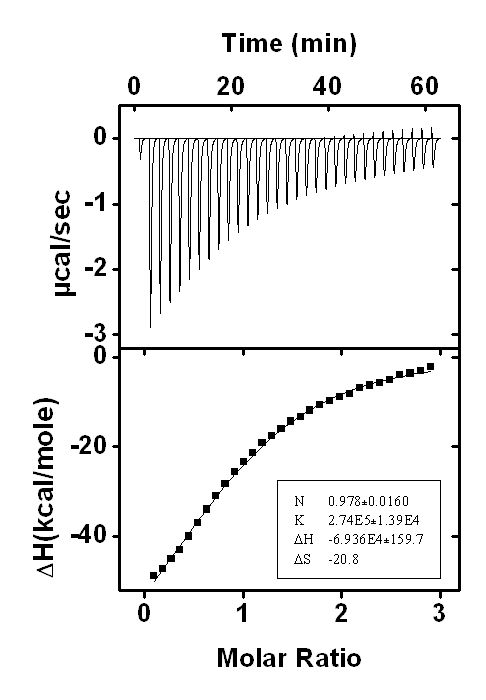 Time (min)
0 20 40 60
0
-1
-2
-3
µcal/sec
0
-20
-40
ΔH(kcal/mole)
N 0.978±0.0160
K 2.74E5±1.39E4
ΔH -6.936E4±159.7
ΔS -20.8
0 1 2 3
Molar Ratio